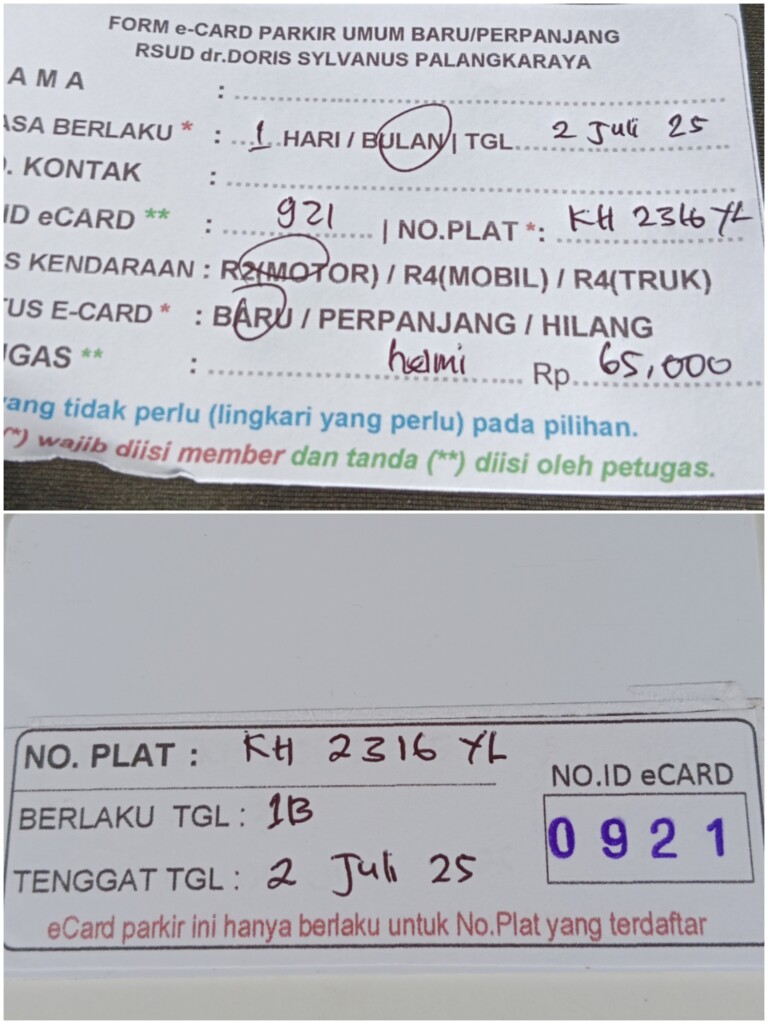 FORM e-CARD PARKIR UMUM BARU/PERPANJANG
RSUD dr.DORIS SYLVANUS PALANGKARAYA
AMA :
ASA BERLAKU * : 1 HARI / BULAN | TGL. 2 Juli 25
. KONTAK :
ID eCARD ** : 921 | NO.PLAT *: KH 2316 YL
S KENDARAAN : R2(MOTOR) / R4(MOBIL) / R4(TRUK)
TUS E-CARD * : BARU / PERPANJANG / HILANG
GAS ** : helmi Rp. 65,000
ang tidak perlu (lingkari yang perlu) pada pilihan.
(*) wajib diisi member dan tanda (**) diisi oleh petugas.
NO. PLAT : KH 2316 YL
NO.ID eCARD
BERLAKU TGL : 1B
0921
TENGGAT TGL : 2 Juli 25
eCard parkir ini hanya berlaku untuk No.Plat yang terdaftar